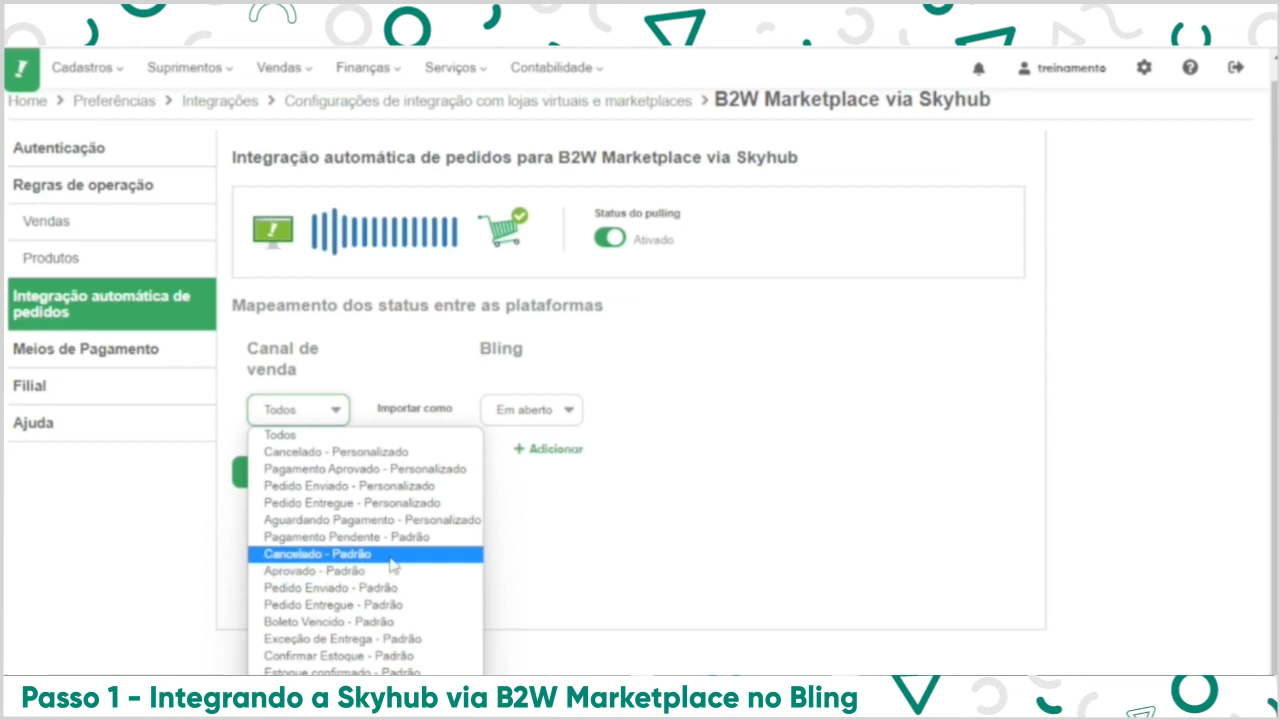 Cadastros Suprimentos Vendas Finanças Serviços Contabilidade treinamento
Home > Preferências > Integrações > Configurações de integração com lojas virtuais e marketplaces > B2W Marketplace via Skyhub
Autenticação
Regras de operação
Vendas
Produtos
Integração automática de
pedidos
Meios de Pagamento
Filial
Ajuda
Integração automática de pedidos para B2W Marketplace via Skyhub
Status do pulling
Ativado
Mapeamento dos status entre as plataformas
Canal de
venda
Bling
Todos
Importar como
Em aberto
+ Adicionar
Todos
Cancelado - Personalizado
Pagamento Aprovado - Personalizado
Pedido Enviado - Personalizado
Pedido Entregue - Personalizado
Aguardando Pagamento - Personalizado
Pagamento Pendente - Padrão
Cancelado - Padrão
Aprovado - Padrão
Pedido Enviado - Padrão
Pedido Entregue - Padrão
Boleto Vencido - Padrão
Exceção de Entrega - Padrão
Confirmar Estoque - Padrão
Estoque confirmado - Padrão
Passo 1 - Integrando a Skyhub via B2W Marketplace no Bling